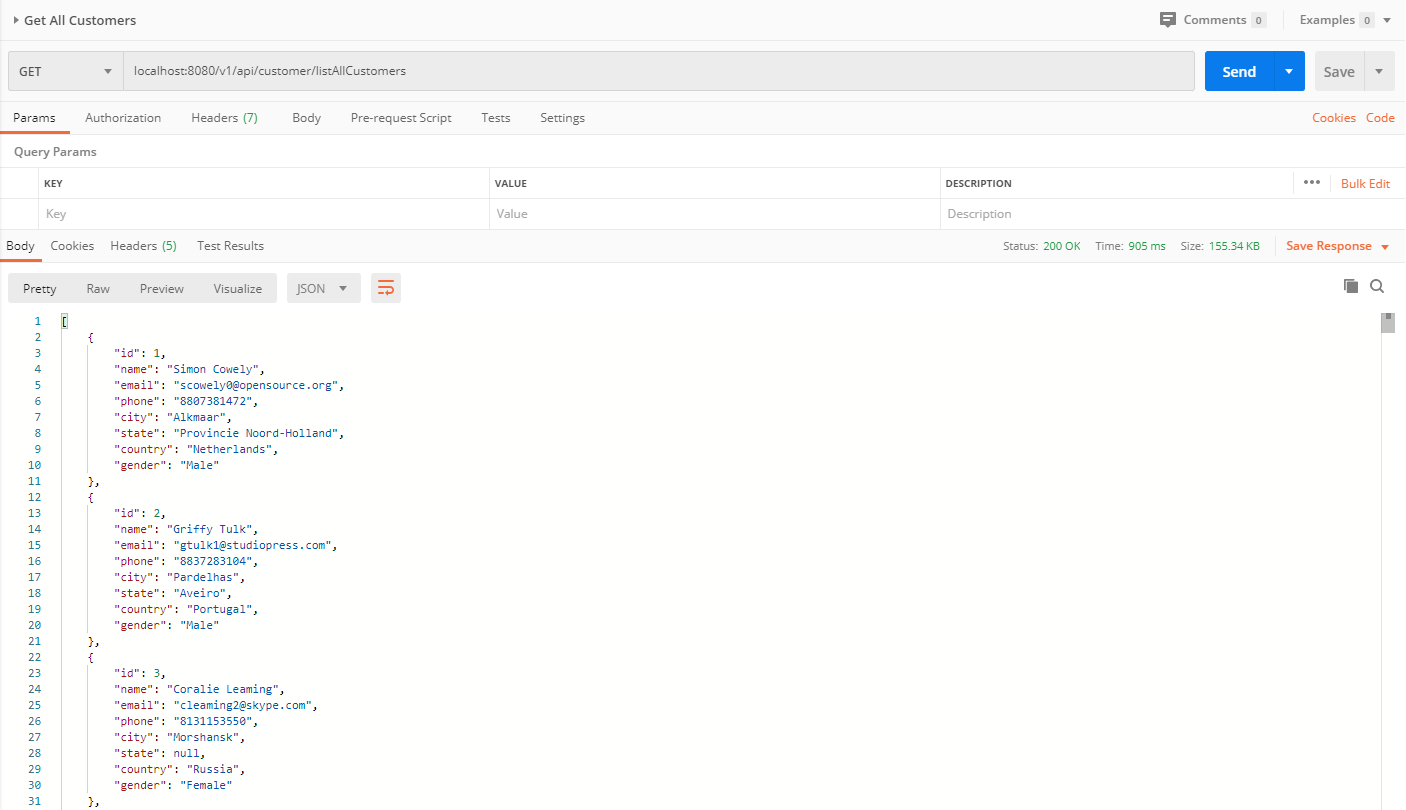 Get All Customers Comments 0 Examples 0
GET localhost:8080/v1/api/customer/listAllCustomers Send Save
Params Authorization Headers (7) Body Pre-request Script Tests Settings Cookies Code
Query Params
KEY VALUE DESCRIPTION ••• Bulk Edit
Key Value Description
Body Cookies Headers (5) Test Results Status: 200 OK Time: 905 ms Size: 155.34 KB Save Response
Pretty Raw Preview Visualize JSON
1 [
2 {
3 "id": 1,
4 "name": "Simon Cowely",
5 "email": "scowely0@opensource.org",
6 "phone": "8807381472",
7 "city": "Alkmaar",
8 "state": "Provincie Noord-Holland",
9 "country": "Netherlands",
10 "gender": "Male"
11 },
12 {
13 "id": 2,
14 "name": "Griffy Tulk",
15 "email": "gtulk1@studiopress.com",
16 "phone": "8837283104",
17 "city": "Pardelhas",
18 "state": "Aveiro",
19 "country": "Portugal",
20 "gender": "Male"
21 },
22 {
23 "id": 3,
24 "name": "Coralie Leaming",
25 "email": "cleaming2@skype.com",
26 "phone": "8131153550",
27 "city": "Morshansk",
28 "state": null,
29 "country": "Russia",
30 "gender": "Female"
31 },